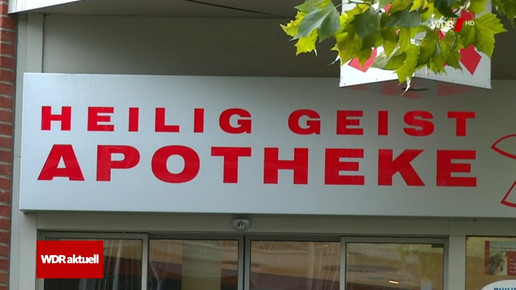 WDR HD
HEILIG GEIST
APOTHEKE
WDR aktuell